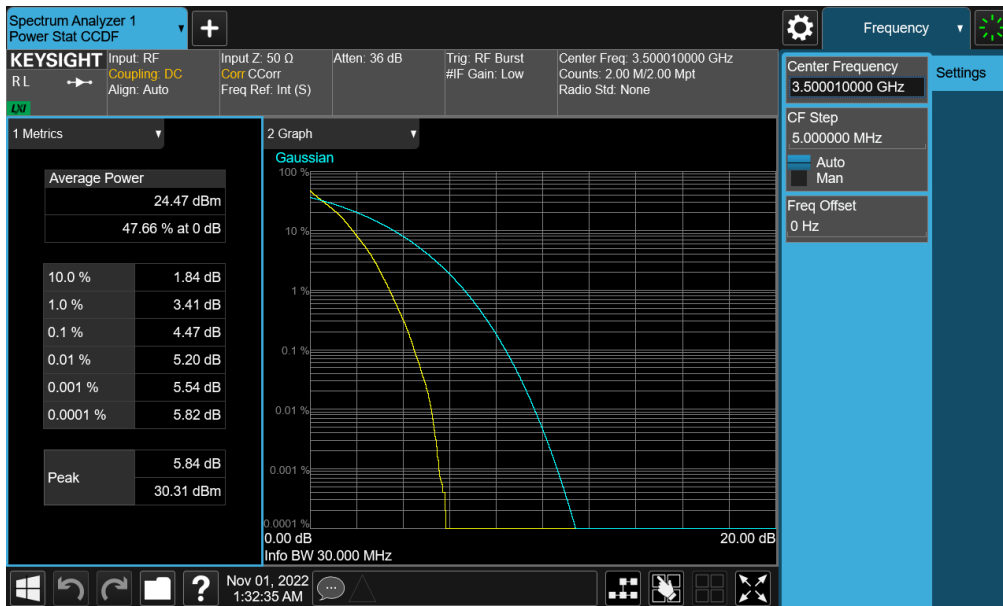 Spectrum Analyzer 1
Power Stat CCDF
+
Frequency
KEYSIGHT
R L
LXI
Input: RF
Coupling: DC
Align: Auto
Input Z: 50 Ω
Corr CCorr
Freq Ref: Int (S)
Atten: 36 dB
Trig: RF Burst
#IF Gain: Low
Center Freq: 3.500010000 GHz
Counts: 2.00 M/2.00 Mpt
Radio Std: None
Center Frequency
3.500010000 GHz
Settings
CF Step
5.000000 MHz
Auto
Man
Freq Offset
0 Hz
1 Metrics
Average Power
24.47 dBm
47.66 % at 0 dB
10.0 % 1.84 dB
1.0 % 3.41 dB
0.1 % 4.47 dB
0.01 % 5.20 dB
0.001 % 5.54 dB
0.0001 % 5.82 dB
Peak
5.84 dB
30.31 dBm
2 Graph
Gaussian
100 %
10 %
1 %
0.1 %
0.01 %
0.001 %
0.0001 %
0.00 dB 20.00 dB
Info BW 30.000 MHz
?
Nov 01, 2022
1:32:35 AM